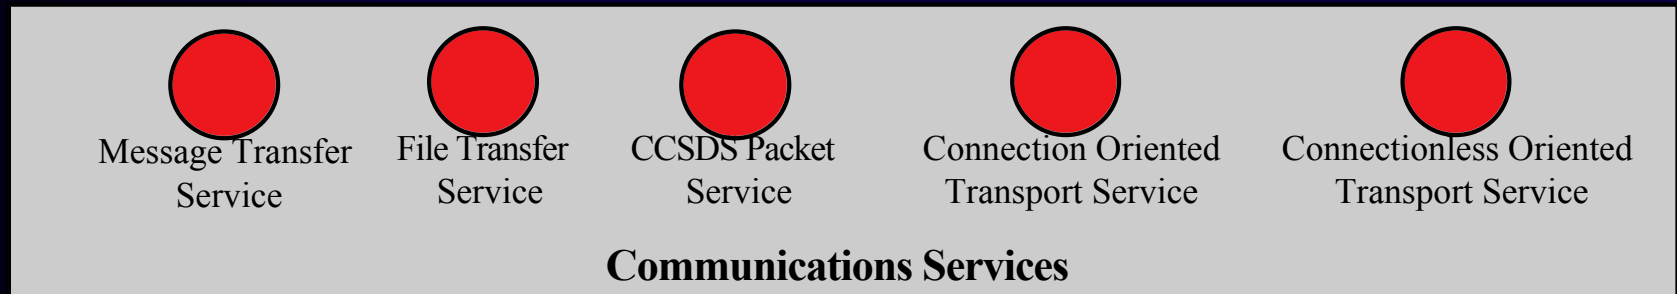 Message Transfer
Service
File Transfer
Service
CCSDS Packet
Service
Connection Oriented
Transport Service
Connectionless Oriented
Transport Service
Communications Services